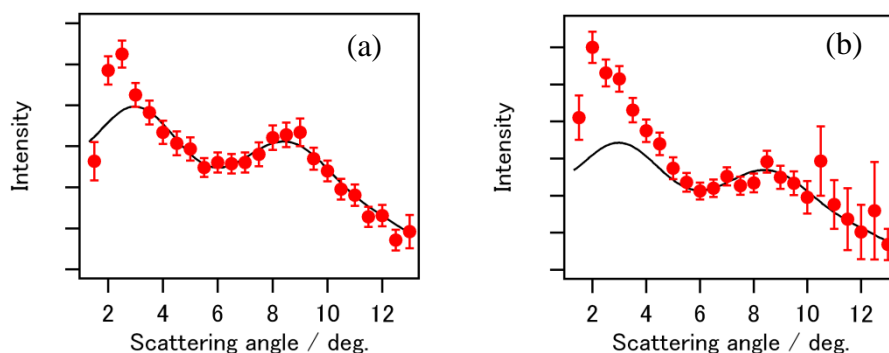 (a)
Intensity
2 4 6 8 10 12
Scattering angle / deg.
(b)
Intensity
2 4 6 8 10 12
Scattering angle / deg.